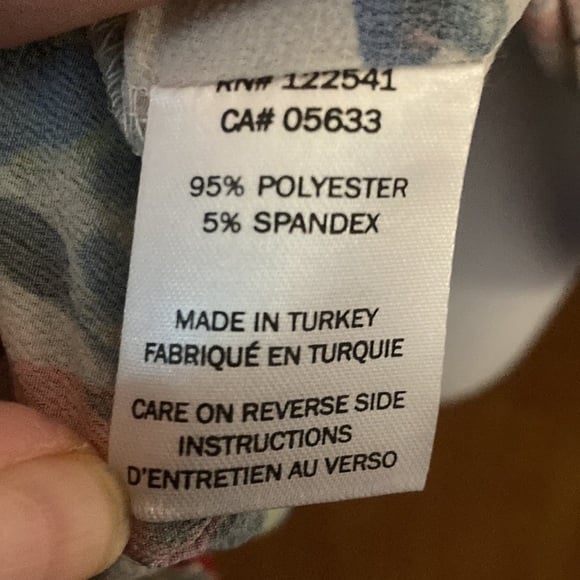 RN# 122541
CA# 05633
95% POLYESTER
5% SPANDEX
MADE IN TURKEY
FABRIQUÉ EN TURQUIE
CARE ON REVERSE SIDE
INSTRUCTIONS
D'ENTRETIEN AU VERSO